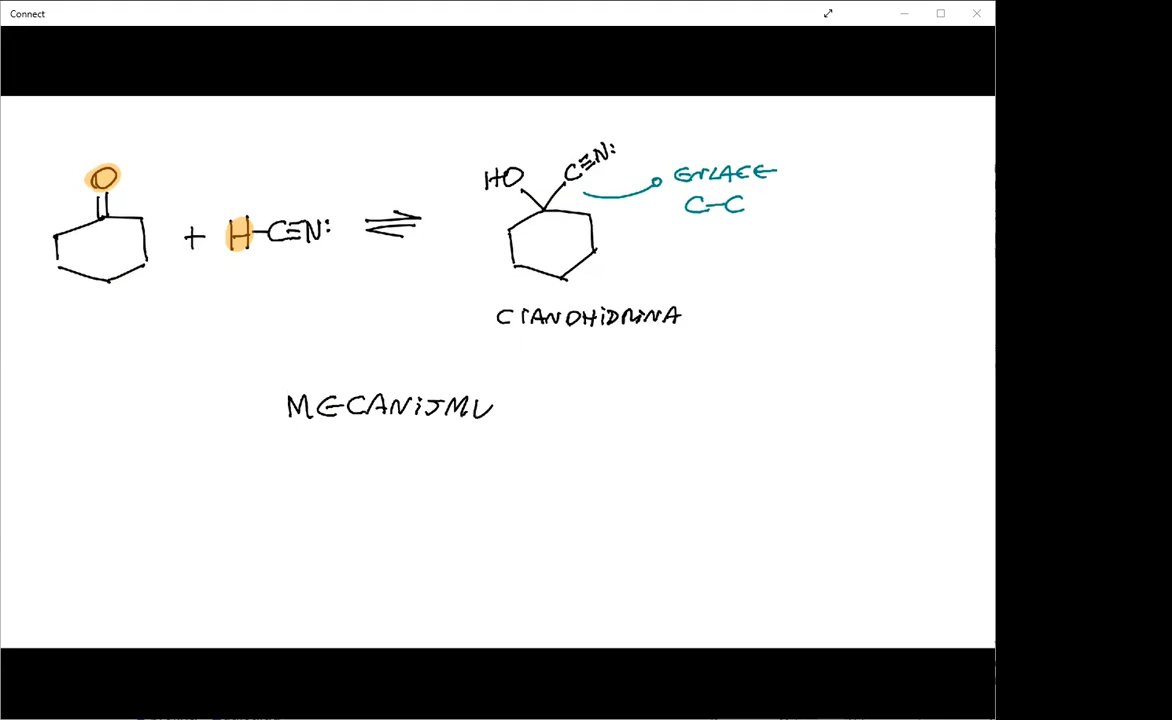 Connect
O
+ H-C≡N: ⇌
HO C≡N:
ENLACE
C-C
CIANOHIDRINA
MECANISMO